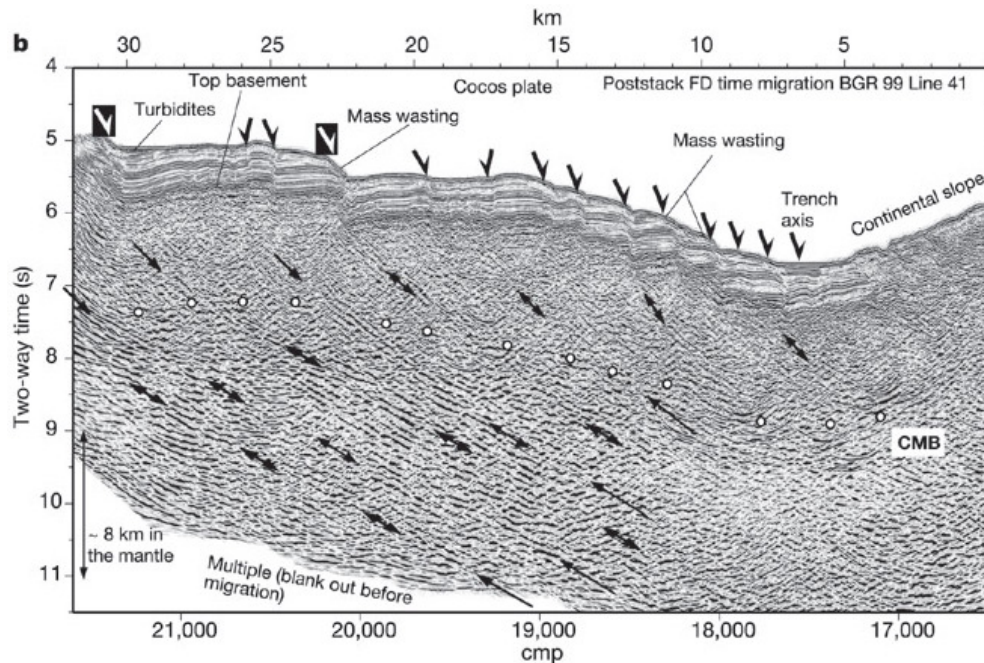 b
km
30 25 20 15 10 5
4
Top basement
Cocos plate
Poststack FD time migration BGR 99 Line 41
Turbidites
Mass wasting
Mass wasting
5
Trench
axis
Continental slope
6
7
Two-way time (s)
8
9
CMB
10
~ 8 km in
the mantle
Multiple (blank out before
migration)
11
21,000 20,000 19,000 18,000 17,000
cmp